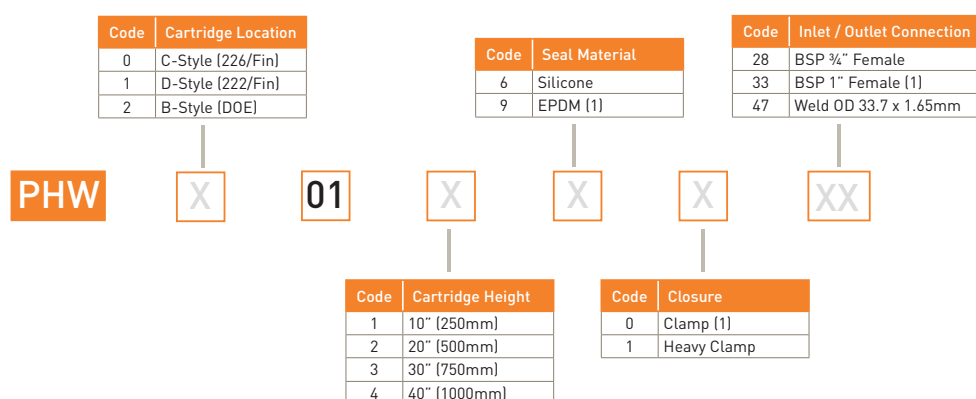 Code Cartridge Location
0 C-Style (226/Fin)
1 D-Style (222/Fin)
2 B-Style (DOE)
Code Seal Material
6 Silicone
9 EPDM (1)
Code Inlet / Outlet Connection
28 BSP ¾” Female
33 BSP 1” Female (1)
47 Weld OD 33.7 x 1.65mm
PHW X 01 X X X XX
Code Cartridge Height
1 10” (250mm)
2 20” (500mm)
3 30” (750mm)
4 40” (1000mm)
Code Closure
0 Clamp (1)
1 Heavy Clamp